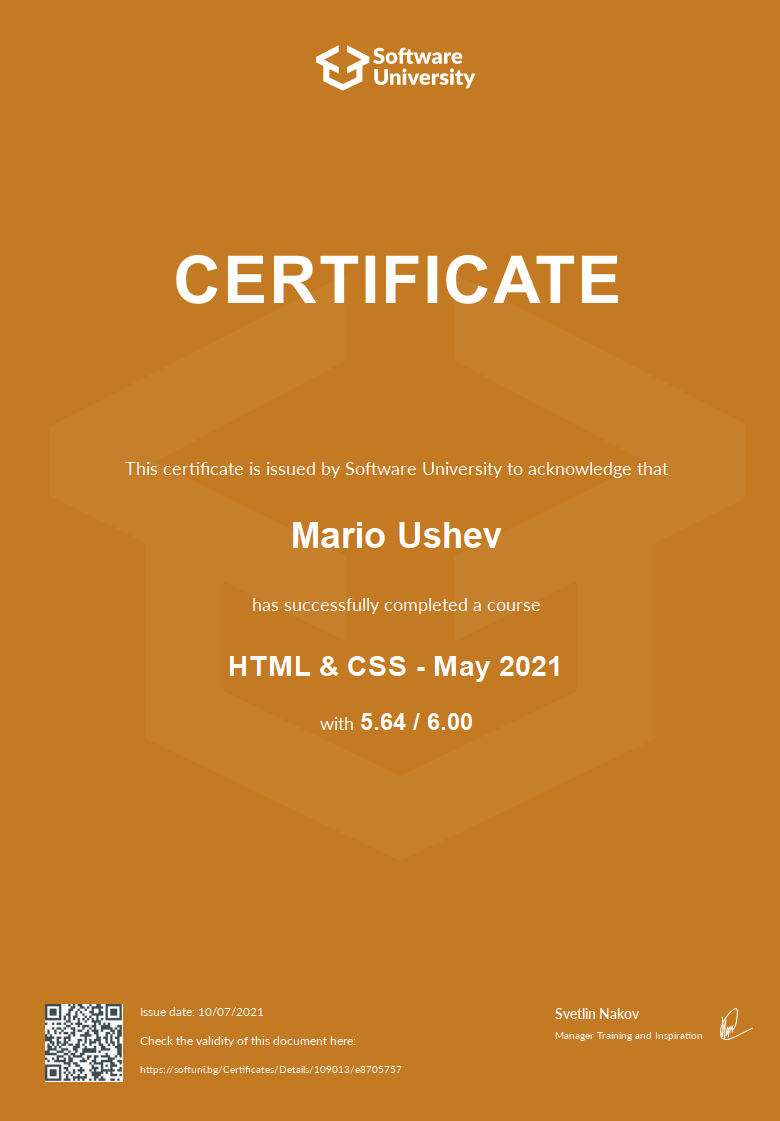 Software
University
CERTIFICATE
This certificate is issued by Software University to acknowledge that
Mario Ushev
has successfully completed a course
HTML & CSS - May 2021
with 5.64 / 6.00
Issue date: 10/07/2021
Check the validity of this document here:
https://softuni.bg/Certificates/Details/109013/e8705757
Svetlin Nakov
Manager Training and Inspiration